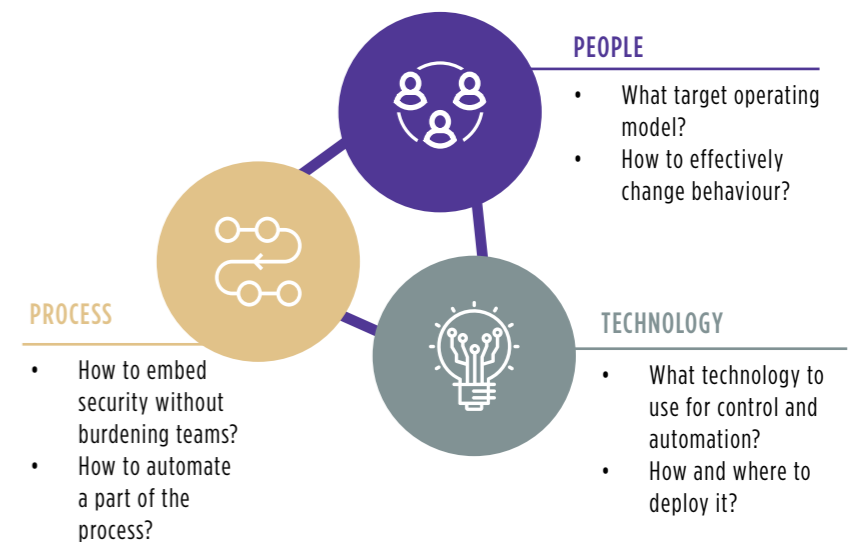 PEOPLE
• What target operating
model?
• How to effectively
change behaviour?
PROCESS
• How to embed
security without
burdening teams?
• How to automate
a part of the
process?
TECHNOLOGY
• What technology to
use for control and
automation?
• How and where to
deploy it?